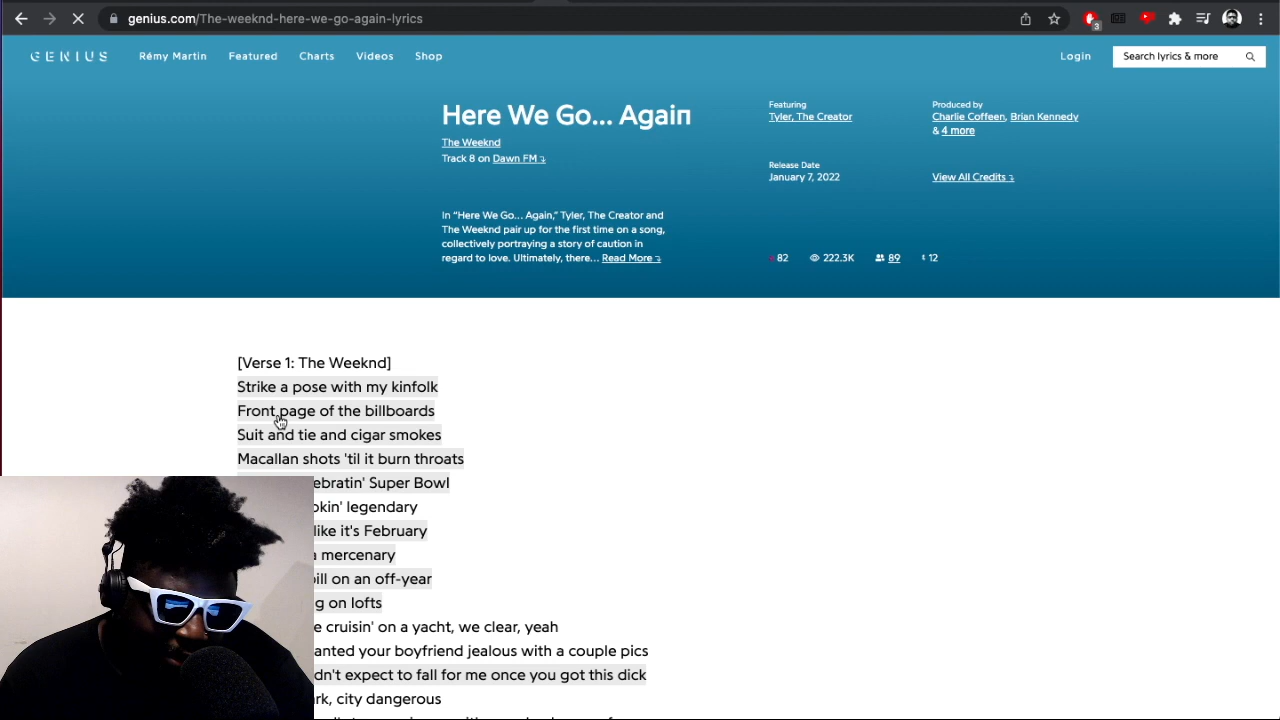 genius.com/The-weeknd-here-we-go-again-lyrics
3
GENIUS
Rémy Martin
Featured
Charts
Videos
Shop
Login
Search lyrics & more
Here We Go... Again
The Weeknd
Track 8 on Dawn FM
Featuring
Tyler, The Creator
Produced by
Charlie Coffeen, Brian Kennedy
& 4 more
Release Date
January 7, 2022
View All Credits
In “Here We Go... Again,” Tyler, The Creator and
The Weeknd pair up for the first time on a song,
collectively portraying a story of caution in
regard to love. Ultimately, there... Read More
82
222.3K
89
12
[Verse 1: The Weeknd]
Strike a pose with my kinfolk
Front page of the billboards
Suit and tie and cigar smokes
Macallan shots 'til it burn throats
Super Bowl
legendary
like it's February
a mercenary
on an off-year
on lofts
cruisin' on a yacht, we clear, yeah
your boyfriend jealous with a couple pics
expect to fall for me once you got this dick
city dangerous